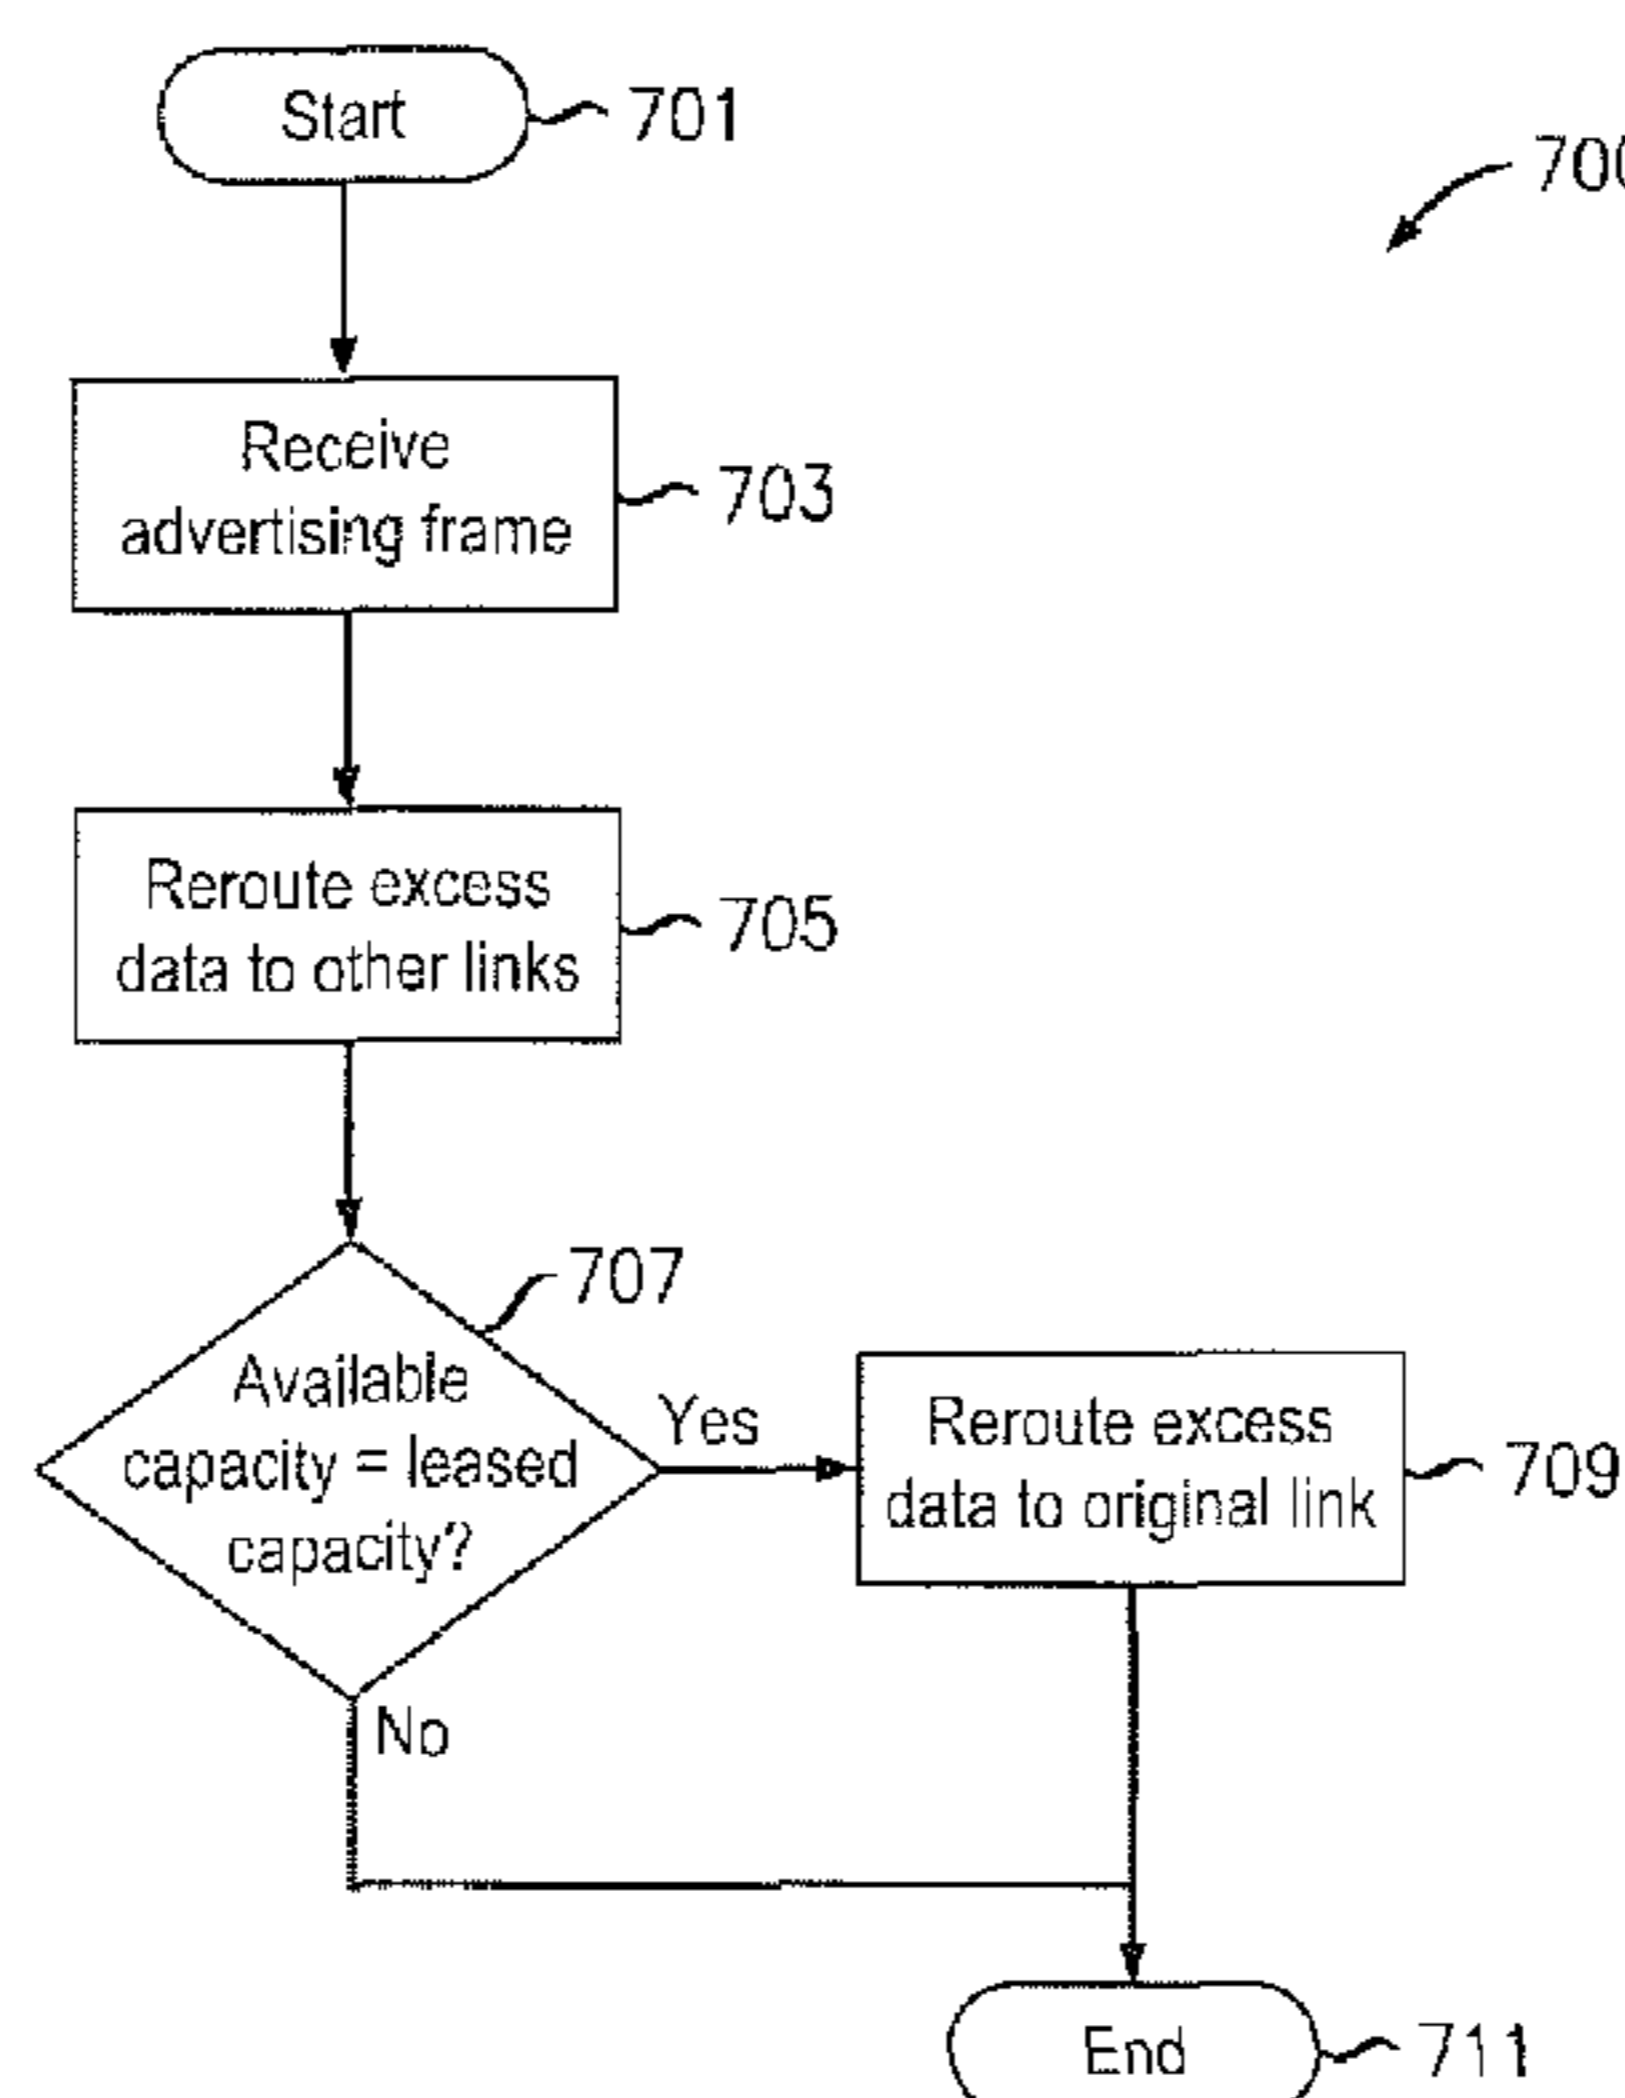 Start
701
700
Receive
advertising frame
703
Reroute excess
data to other links
705
707
Available
capacity = leased
capacity?
Yes
Reroute excess
data to original link
709
No
End
711